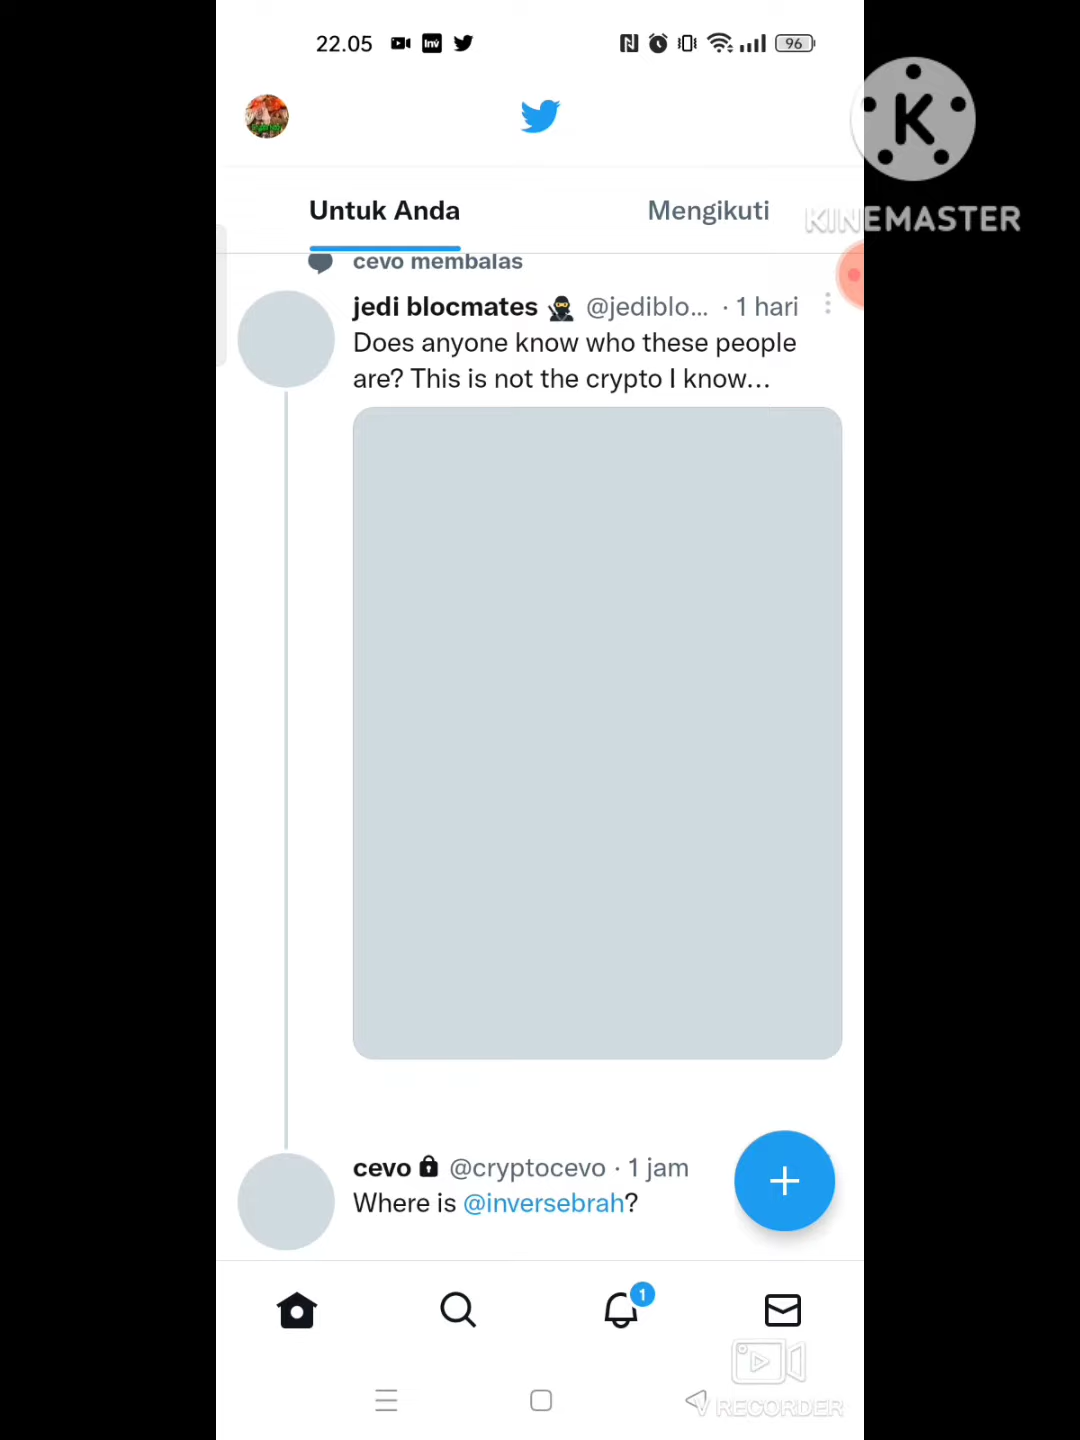 22.05
Inv
N
96
K
KINEMASTER
Untuk Anda
Mengikuti
cevo membalas
jedi blocmates 🥷 @jediblo... · 1 hari
Does anyone know who these people
are? This is not the crypto I know...
cevo 🔒 @cryptocevo · 1 jam
Where is @inversebrah?
+
1
V RECORDER